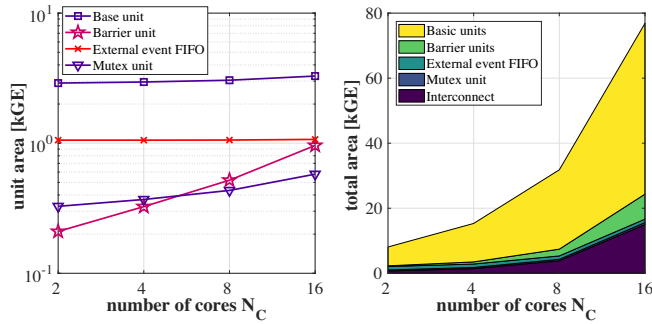 Base unit
Barrier unit
External event FIFO
Mutex unit
10^1
10^0
10^-1
unit area [kGE]
2
4
8
16
number of cores N_C
Basic units
Barrier units
External event FIFO
Mutex unit
Interconnect
80
60
40
20
0
total area [kGE]
2
4
8
16
number of cores N_C